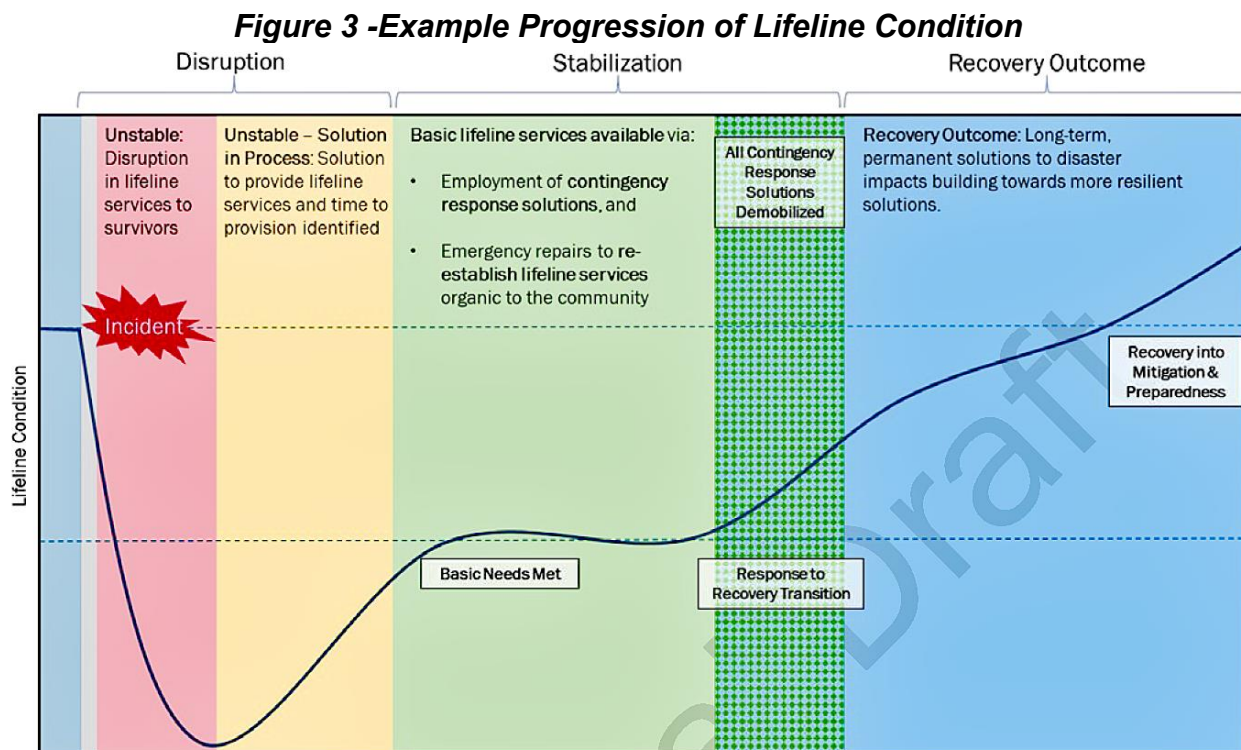 Figure 3 -Example Progression of Lifeline Condition
Disruption
Stabilization
Recovery Outcome
Unstable:
Disruption
in lifeline
services to
survivors
Unstable – Solution
in Process: Solution
to provide lifeline
services and time to
provision identified
Basic lifeline services available via:
• Employment of contingency
response solutions, and
• Emergency repairs to re-
establish lifeline services
organic to the community
All Contingency
Response
Solutions
Demobilized
Recovery Outcome: Long-term,
permanent solutions to disaster
impacts building towards more resilient
solutions.
Incident
Lifeline Condition
Basic Needs Met
Response to
Recovery Transition
Recovery into
Mitigation &
Preparedness
Draft